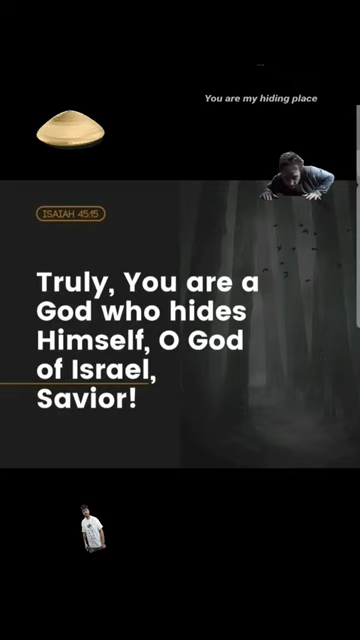 ...
You are my hiding place
ISAIAH 45:15
Truly, You are a
God who hides
Himself, O God
of Israel,
Savior!